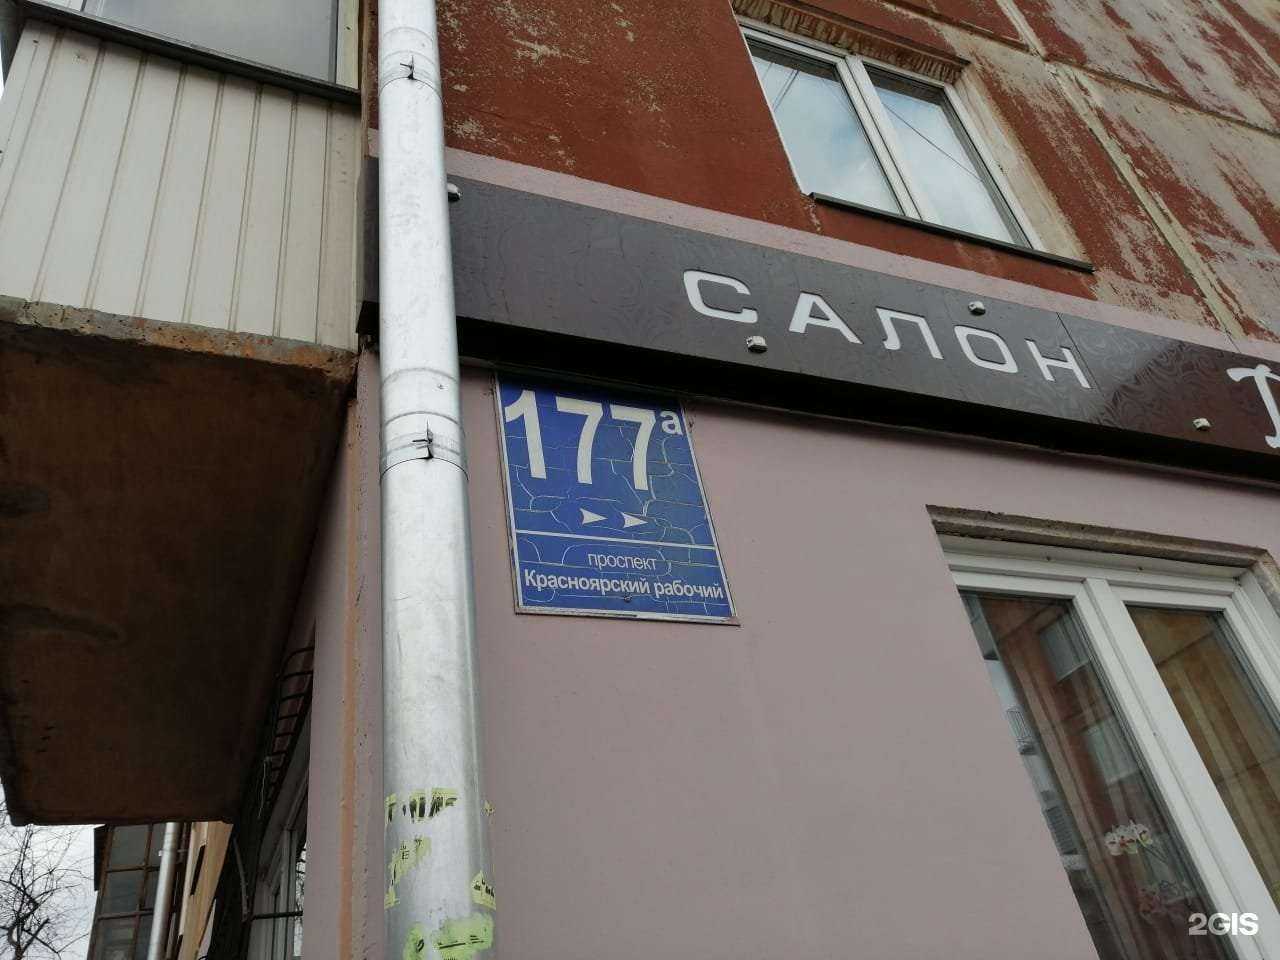 САЛОН
177а
проспект
Красноярский рабочий
2GIS